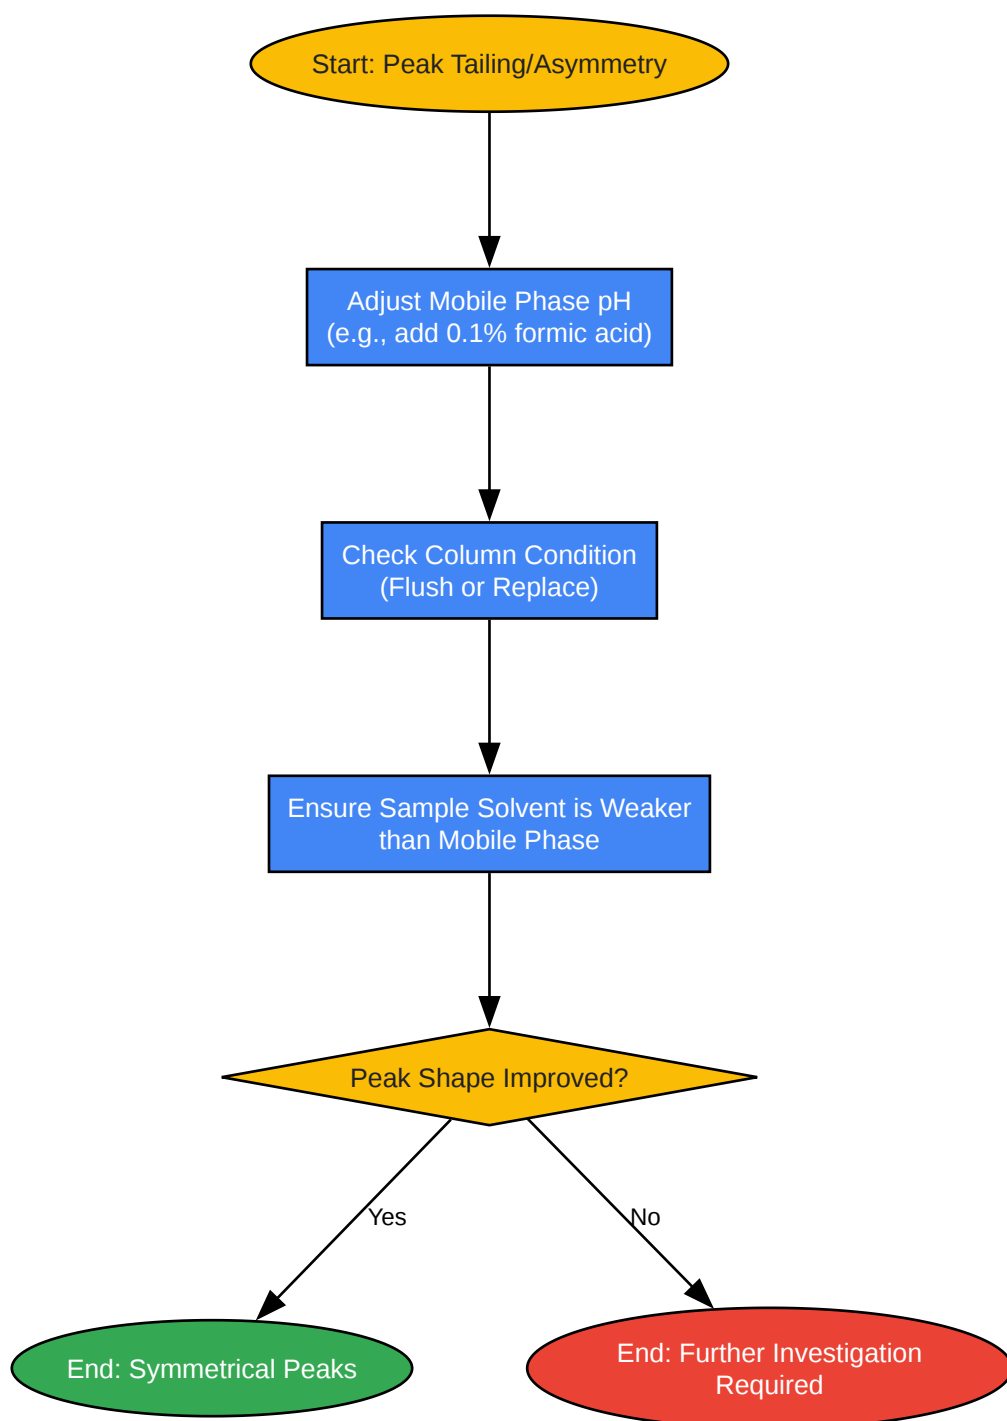 Start: Peak Tailing/Asymmetry
Adjust Mobile Phase pH
(e.g., add 0.1% formic acid)
Check Column Condition
(Flush or Replace)
Ensure Sample Solvent is Weaker
than Mobile Phase
Peak Shape Improved?
Yes
No
End: Symmetrical Peaks
End: Further Investigation
Required